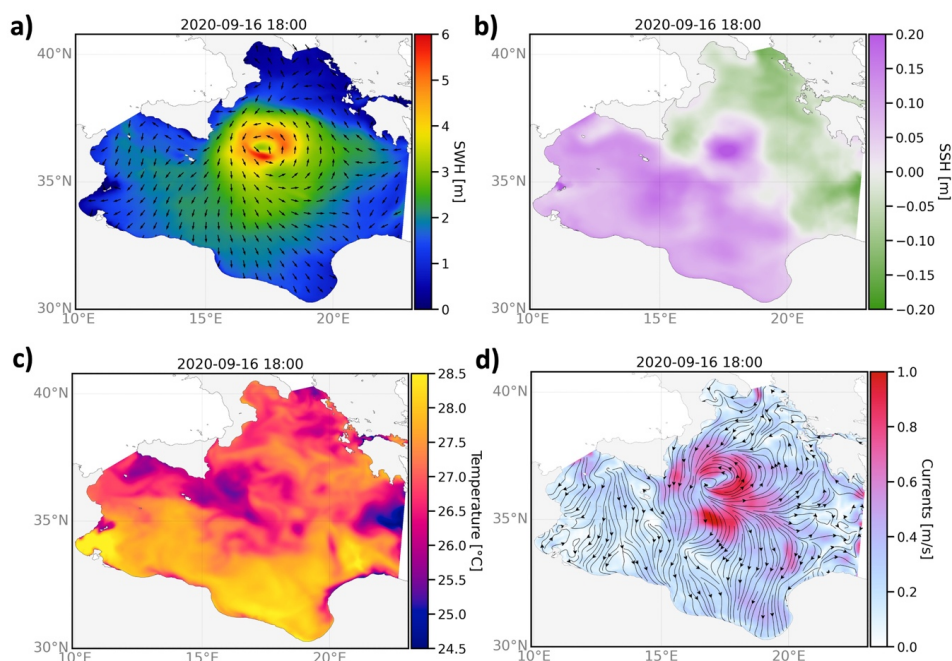 a)
2020-09-16 18:00
40°N
35°N
30°N
10°E
15°E
20°E
6
5
4
3
2
1
0
SWH [m]
b)
2020-09-16 18:00
40°N
35°N
30°N
10°E
15°E
20°E
0.20
0.15
0.10
0.05
0.00
−0.05
−0.10
−0.15
−0.20
SSH [m]
c)
2020-09-16 18:00
40°N
35°N
30°N
10°E
15°E
20°E
28.5
28.0
27.5
27.0
26.5
26.0
25.5
25.0
24.5
Temperature [°C]
d)
2020-09-16 18:00
40°N
35°N
30°N
10°E
15°E
20°E
1.0
0.8
0.6
0.4
0.2
0.0
Currents [m/s]